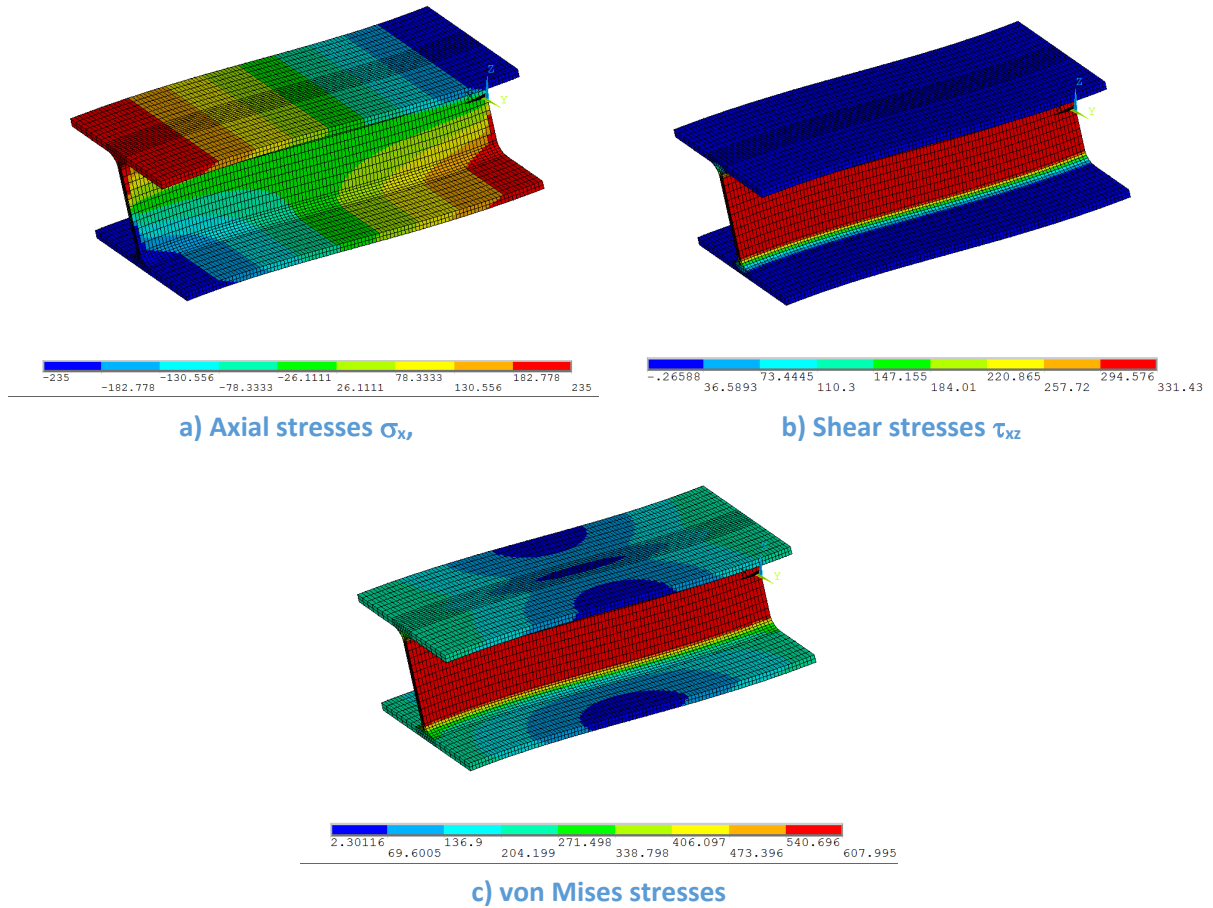 Z
Y
Z
Y
-235 -130.556 -26.1111 78.3333 182.778
-182.778 -78.3333 26.1111 130.556 235
-.26588 73.4445 147.155 220.865 294.576
36.5893 110.3 184.01 257.72 331.43
a) Axial stresses σx,
b) Shear stresses τxz
Y
2.30116 136.9 271.498 406.097 540.696
69.6005 204.199 338.798 473.396 607.995
c) von Mises stresses